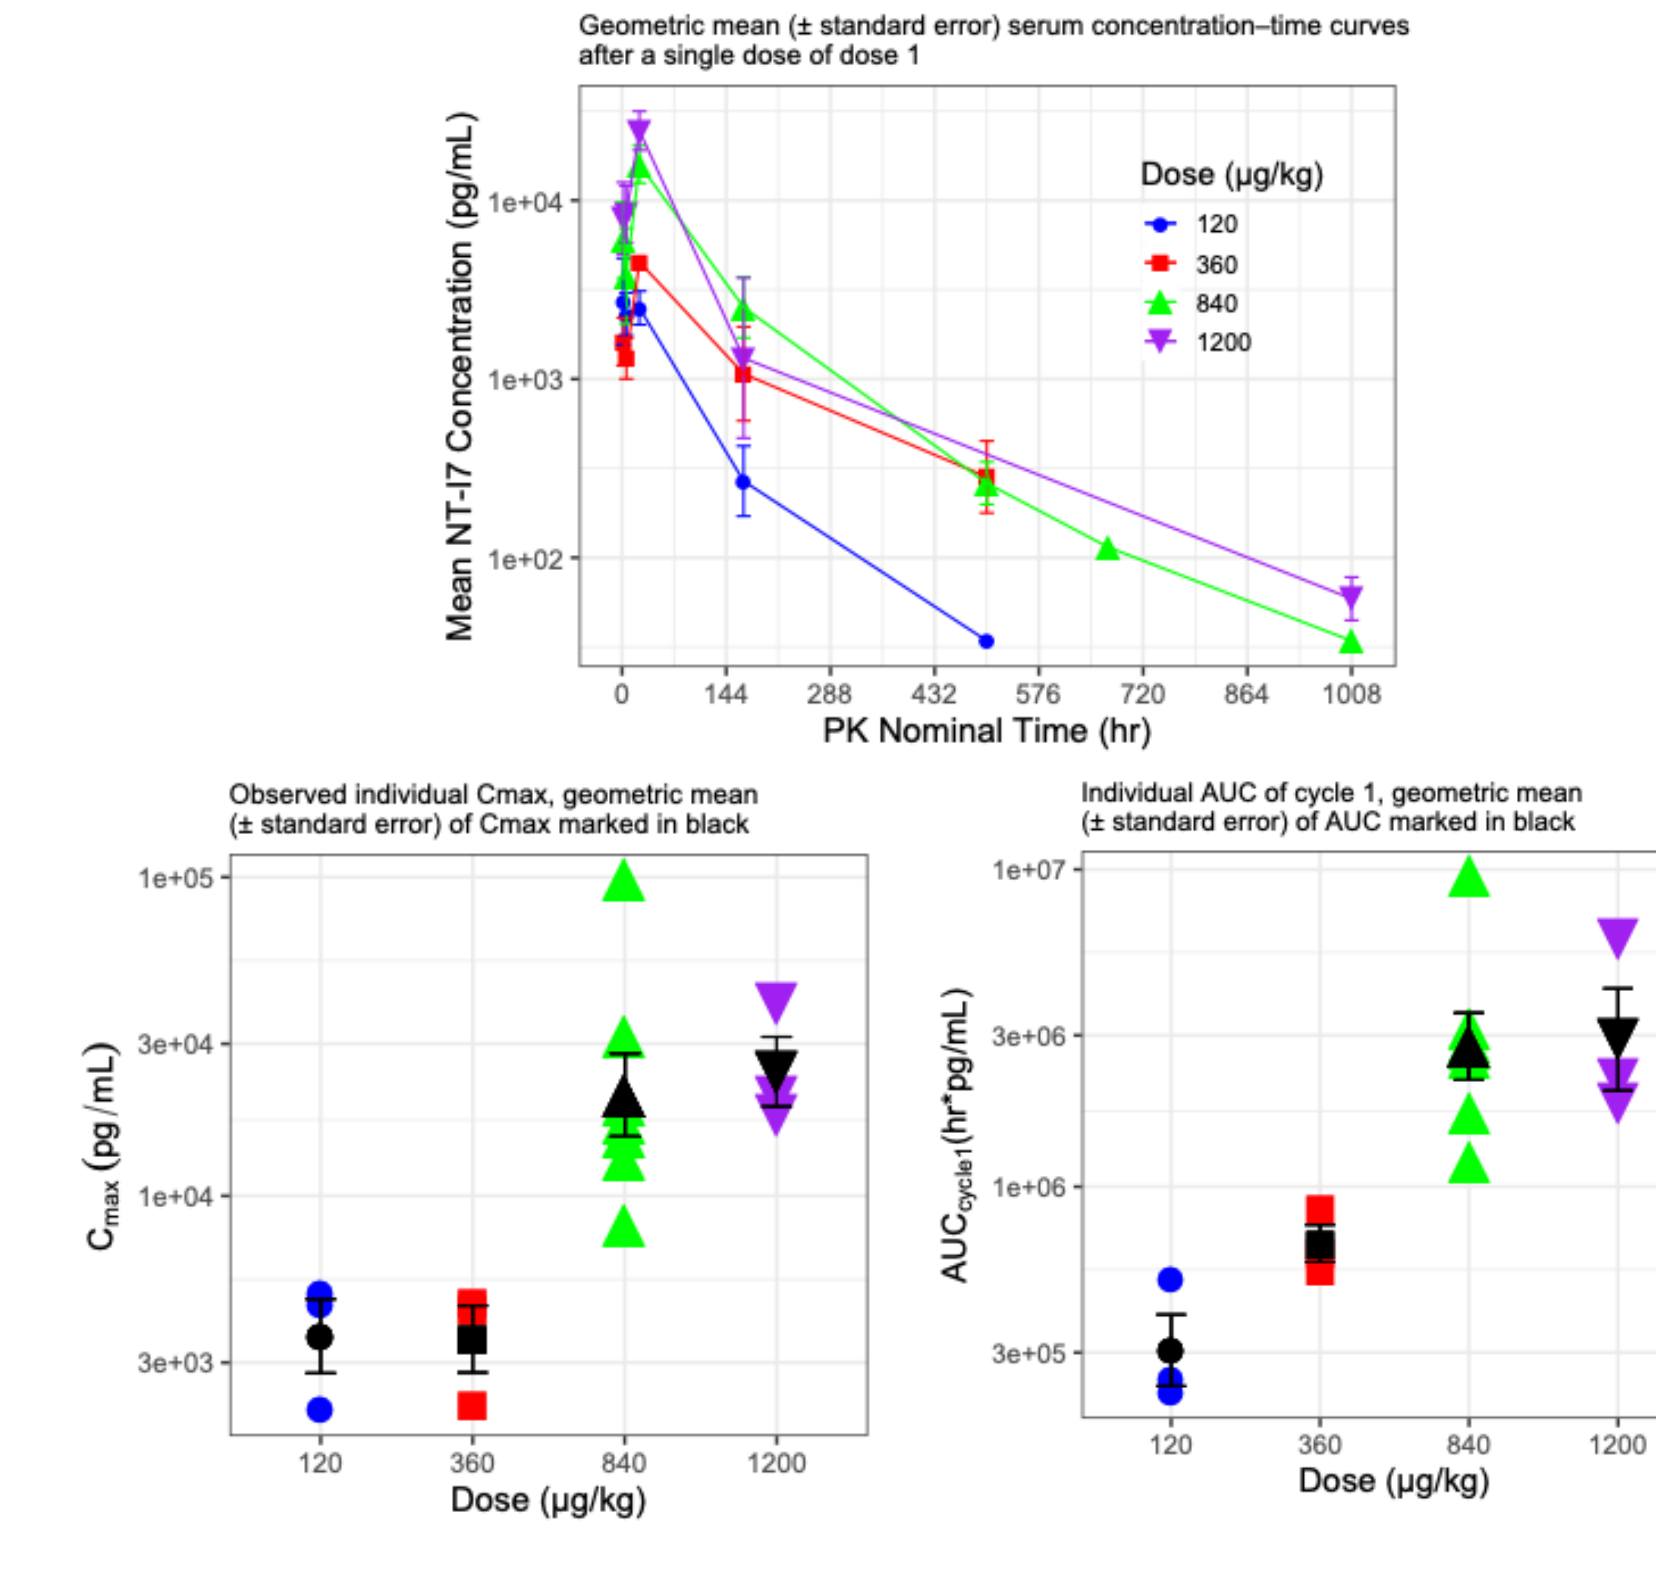 Geometric mean (± standard error) serum concentration–time curves
after a single dose of dose 1
Mean NT-I7 Concentration (pg/mL)
1e+04
1e+03
1e+02
Dose (µg/kg)
120
360
840
1200
0 144 288 432 576 720 864 1008
PK Nominal Time (hr)
Observed individual Cmax, geometric mean
(± standard error) of Cmax marked in black
Cmax (pg/mL)
1e+05
3e+04
1e+04
3e+03
120 360 840 1200
Dose (µg/kg)
Individual AUC of cycle 1, geometric mean
(± standard error) of AUC marked in black
AUCcycle1(hr*pg/mL)
1e+07
3e+06
1e+06
3e+05
120 360 840 1200
Dose (µg/kg)